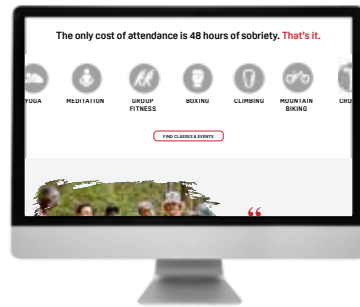 The only cost of attendance is 48 hours of sobriety. That's it.
YOGA
MEDITATION
GROUP
FITNESS
BOXING
CLIMBING
MOUNTAIN
BIKING
CRO
FIND CLASSES & EVENTS
“